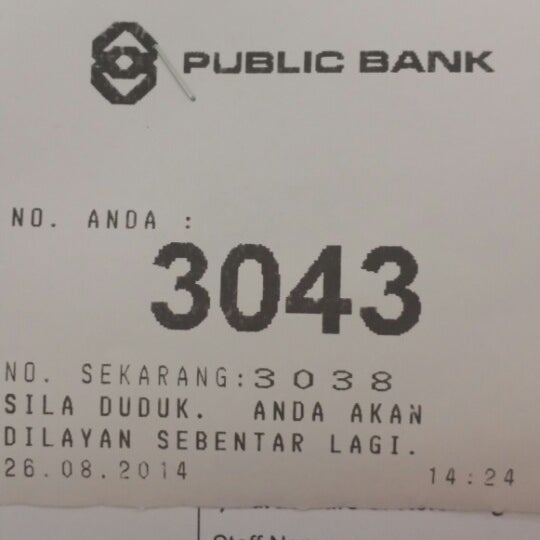 PUBLIC BANK
NO. ANDA :
3043
NO. SEKARANG:3038
SILA DUDUK. ANDA AKAN
DILAYAN SEBENTAR LAGI.
26.08.2014 14:24